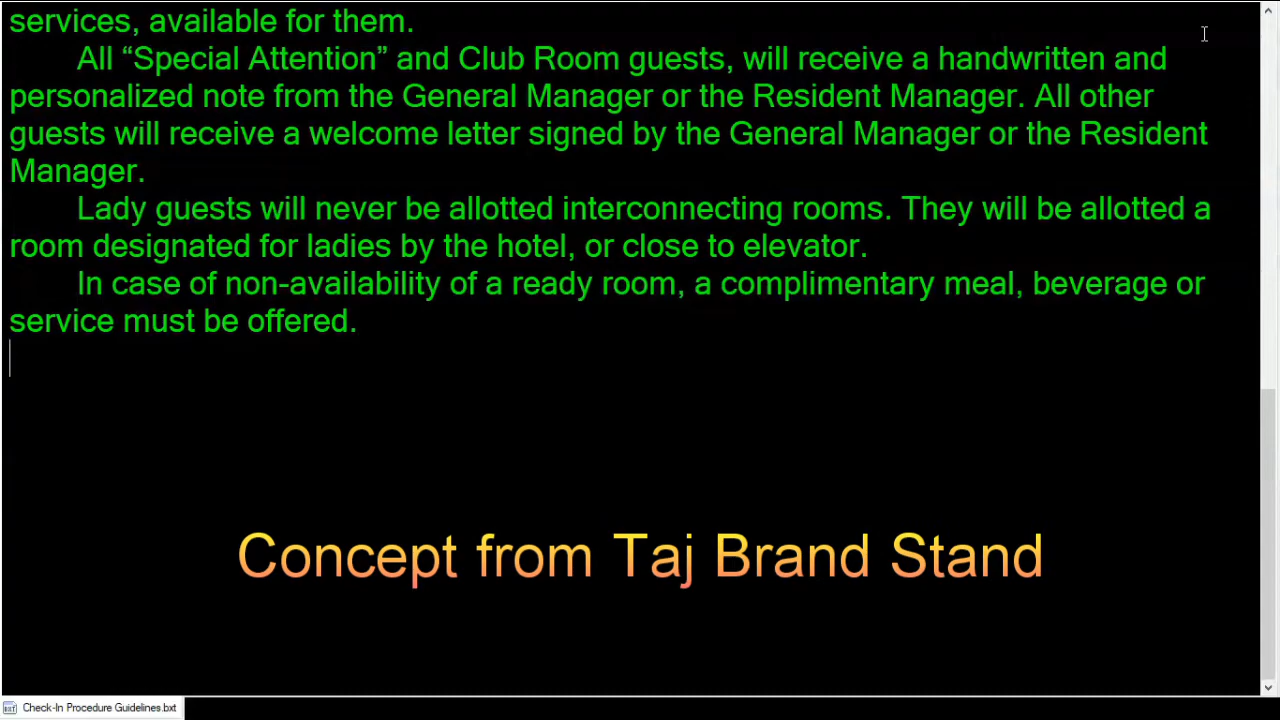 services, available for them.
All “Special Attention” and Club Room guests, will receive a handwritten and
personalized note from the General Manager or the Resident Manager. All other
guests will receive a welcome letter signed by the General Manager or the Resident
Manager.
Lady guests will never be allotted interconnecting rooms. They will be allotted a
room designated for ladies by the hotel, or close to elevator.
In case of non-availability of a ready room, a complimentary meal, beverage or
service must be offered.
Concept from Taj Brand Stand
Check-In Procedure Guidelines.bxt